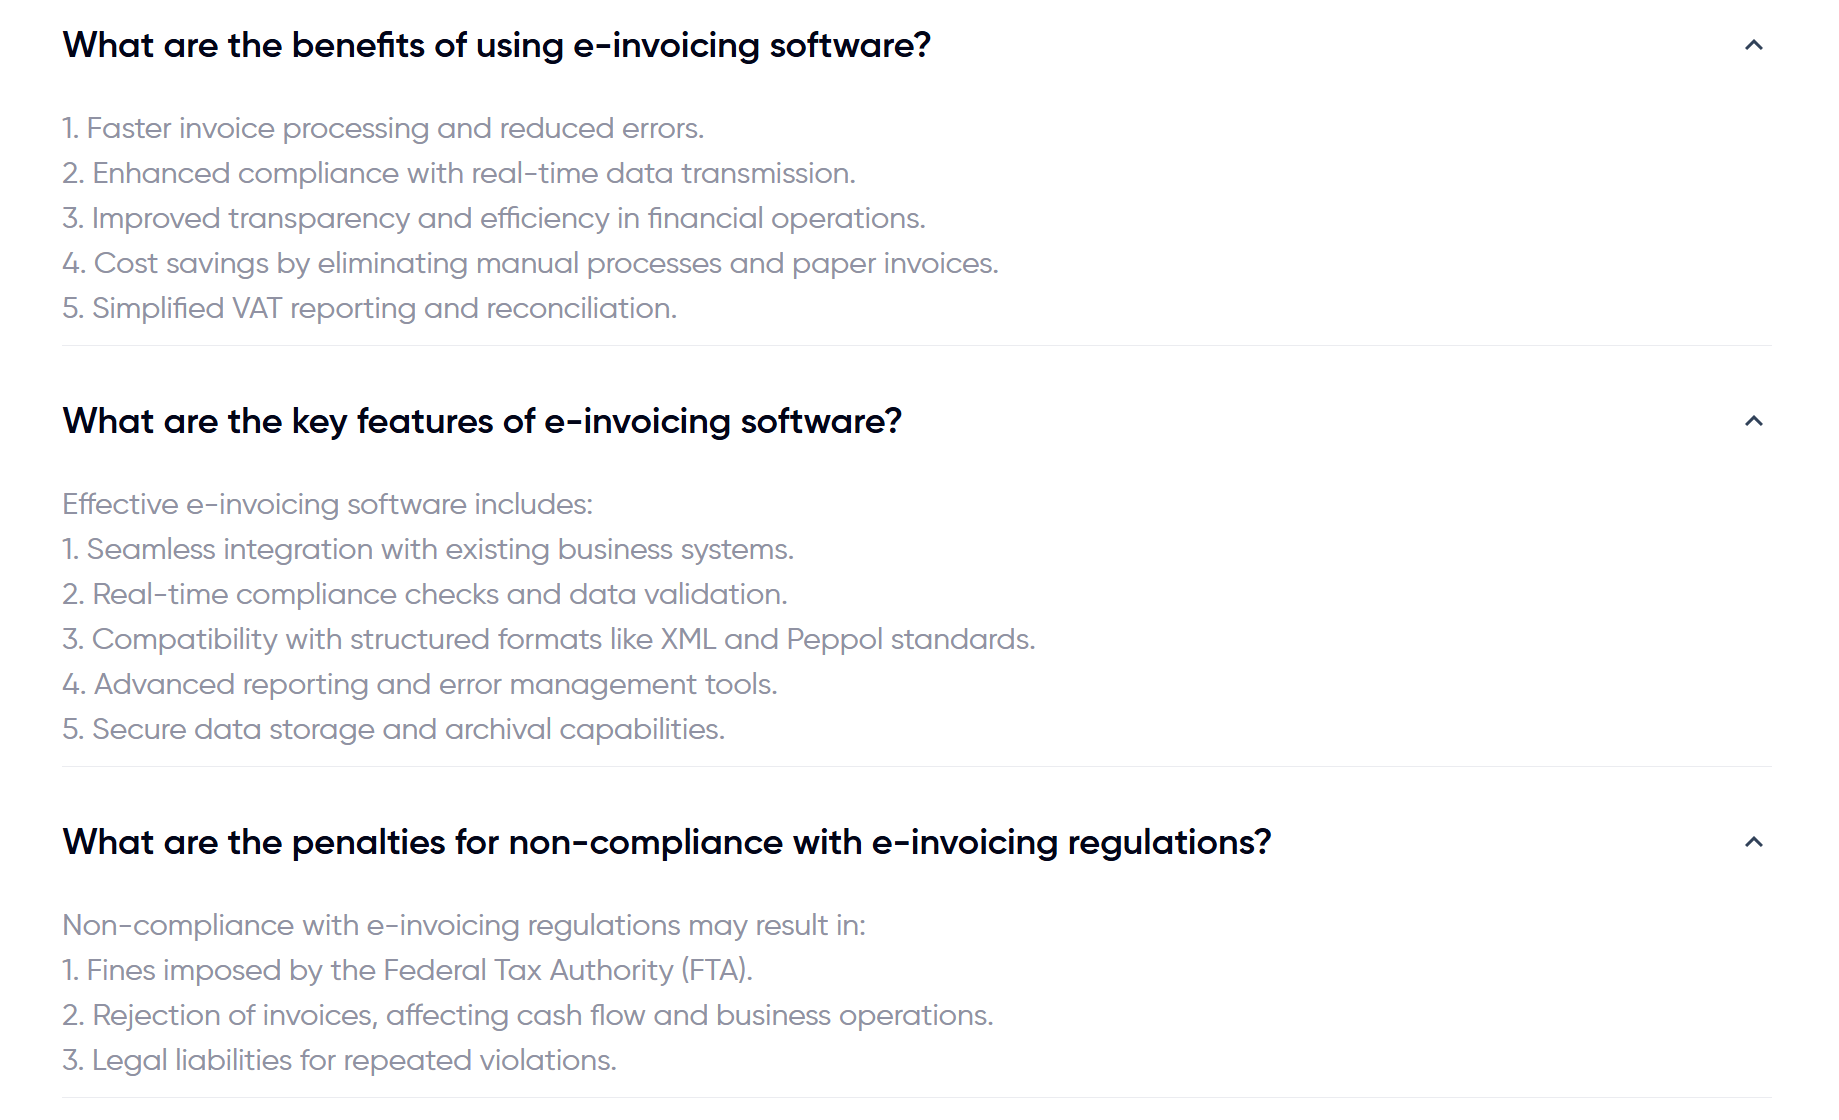 What are the benefits of using e-invoicing software?
1. Faster invoice processing and reduced errors.
2. Enhanced compliance with real-time data transmission.
3. Improved transparency and efficiency in financial operations.
4. Cost savings by eliminating manual processes and paper invoices.
5. Simplified VAT reporting and reconciliation.
What are the key features of e-invoicing software?
Effective e-invoicing software includes:
1. Seamless integration with existing business systems.
2. Real-time compliance checks and data validation.
3. Compatibility with structured formats like XML and Peppol standards.
4. Advanced reporting and error management tools.
5. Secure data storage and archival capabilities.
What are the penalties for non-compliance with e-invoicing regulations?
Non-compliance with e-invoicing regulations may result in:
1. Fines imposed by the Federal Tax Authority (FTA).
2. Rejection of invoices, affecting cash flow and business operations.
3. Legal liabilities for repeated violations.